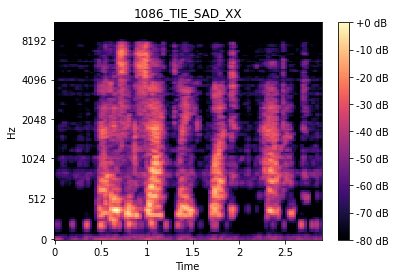 1086_TIE_SAD_XX
+0 dB
8192
-10 dB
4096
-20 dB
-30 dB
2048
Hz
-40 dB
1024
-50 dB
512
-60 dB
-70 dB
0
-80 dB
0 0.5 1 1.5 2 2.5
Time